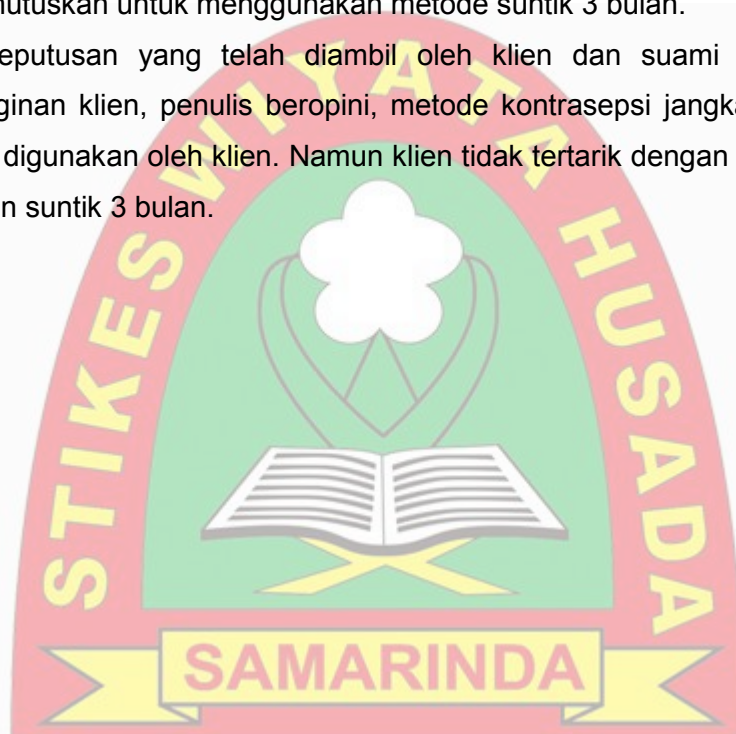 nutuskan untuk menggunakan metode suntik 3 bulan.
eputusan yang telah diambil oleh klien dan suami
ginan klien, penulis beropini, metode kontrasepsi jangka
digunakan oleh klien. Namun klien tidak tertarik dengan
n suntik 3 bulan.
STIKES WIYATA HUSADA
SAMARINDA